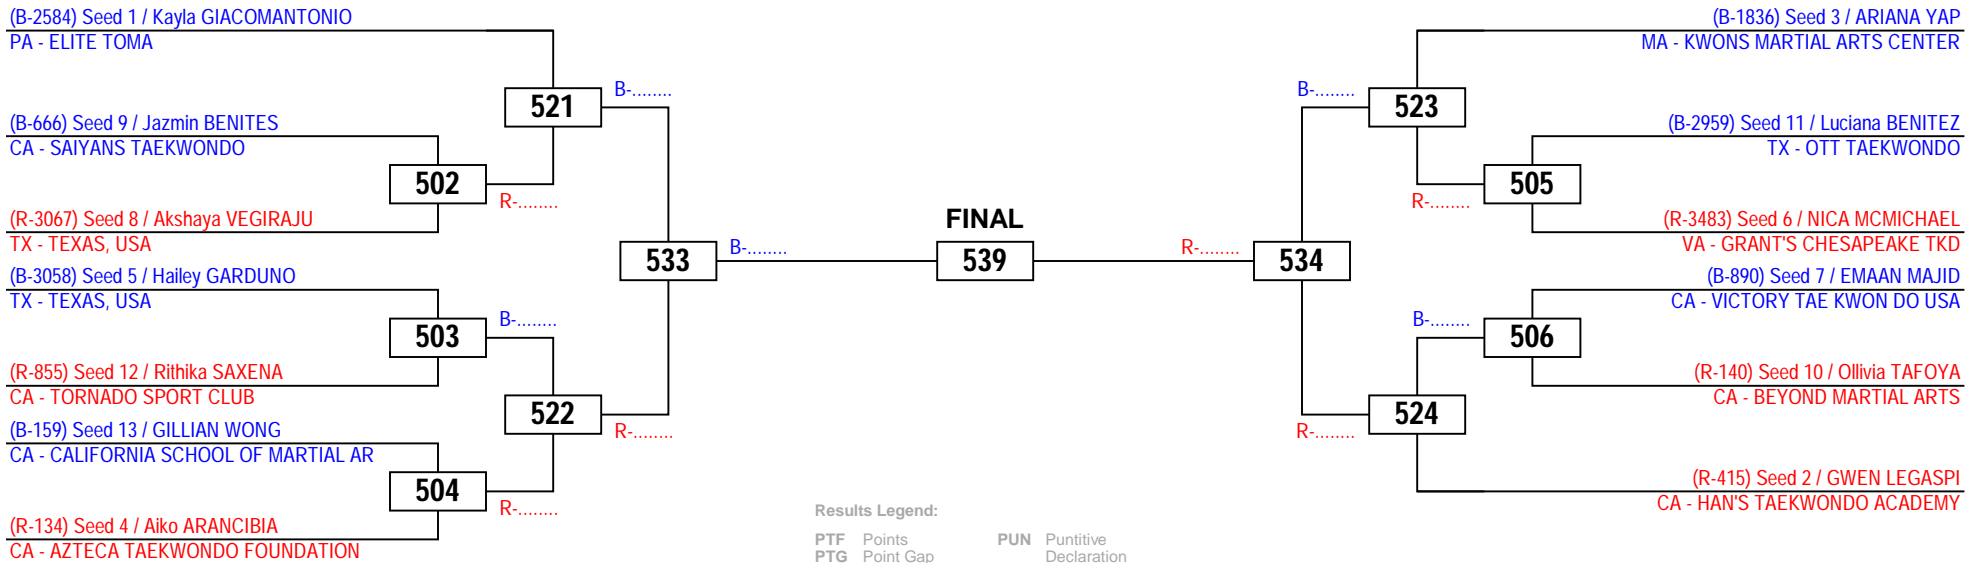 (B-2584) Seed 1 / Kayla GIACOMANTONIO
PA - ELITE TOMA
521
B-........
(B-666) Seed 9 / Jazmin BENITES
CA - SAIYANS TAEKWONDO
502
R-........
(R-3067) Seed 8 / Akshaya VEGIRAJU
TX - TEXAS, USA
533
B-........
(B-3058) Seed 5 / Hailey GARDUNO
TX - TEXAS, USA
503
B-........
(R-855) Seed 12 / Rithika SAXENA
CA - TORNADO SPORT CLUB
522
R-........
(B-159) Seed 13 / GILLIAN WONG
CA - CALIFORNIA SCHOOL OF MARTIAL AR
504
R-........
(R-134) Seed 4 / Aiko ARANCIBIA
CA - AZTECA TAEKWONDO FOUNDATION
FINAL
539
(B-1836) Seed 3 / ARIANA YAP
MA - KWONS MARTIAL ARTS CENTER
B-........
523
(B-2959) Seed 11 / Luciana BENITEZ
TX - OTT TAEKWONDO
R-........
505
(R-3483) Seed 6 / NICA MCMICHAEL
VA - GRANT'S CHESAPEAKE TKD
R-........
534
(B-890) Seed 7 / EMAAN MAJID
CA - VICTORY TAE KWON DO USA
B-........
506
(R-140) Seed 10 / Ollivia TAFOYA
CA - BEYOND MARTIAL ARTS
R-........
524
(R-415) Seed 2 / GWEN LEGASPI
CA - HAN'S TAEKWONDO ACADEMY
Results Legend:
PTF Points
PTG Point Gap
PUN Puntitive
Declaration